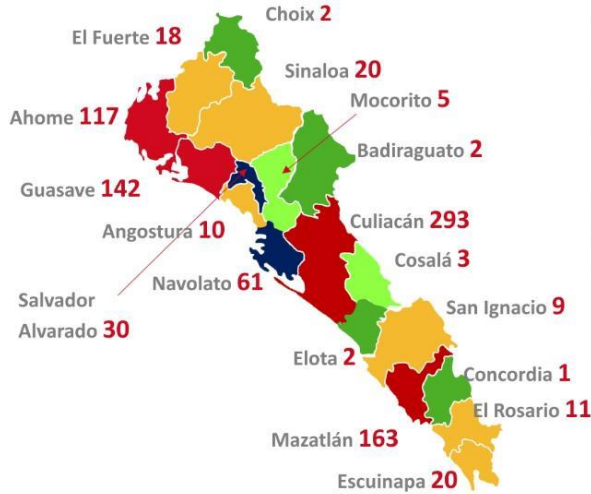 Choix 2
El Fuerte 18
Sinaloa 20
Mocorito 5
Ahome 117
Badiraguato 2
Guasave 142
Culiacán 293
Angostura 10
Cosalá 3
Navolato 61
Salvador
Alvarado 30
San Ignacio 9
Elota 2
Concordia 1
El Rosario 11
Mazatlán 163
Escuinapa 20